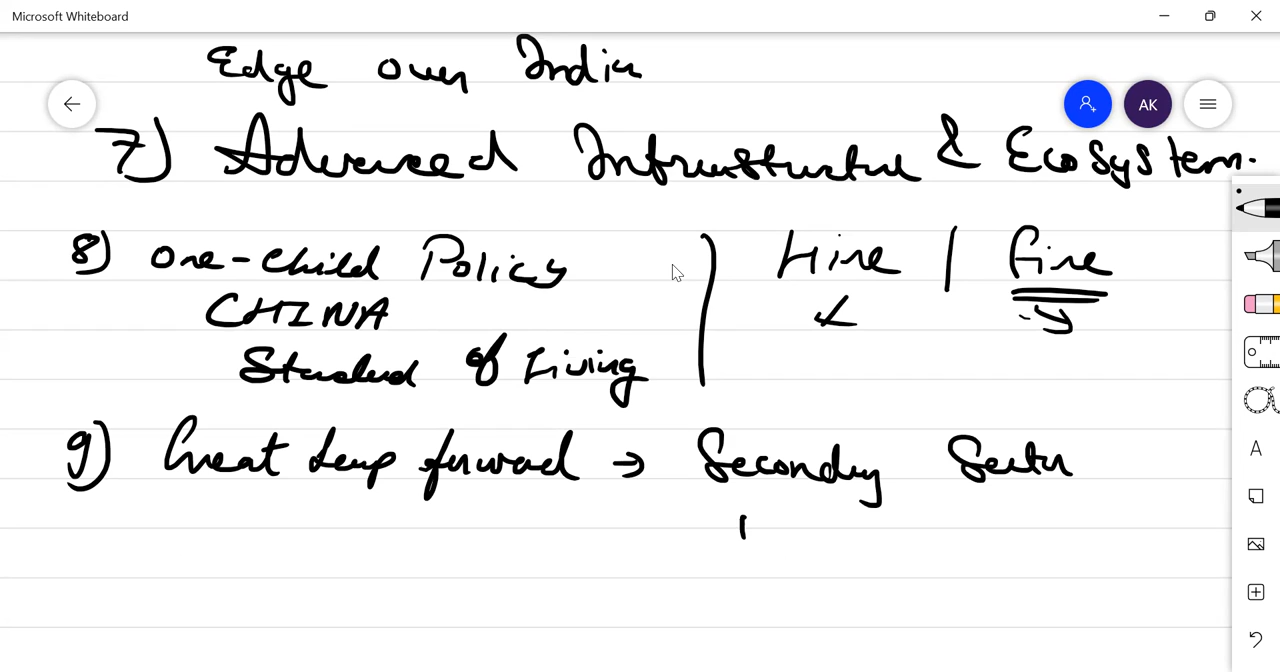 Microsoft Whiteboard
Edge over India
AK
7) Advanced Infrastructure & Ecosystem.
8) One-Child Policy
Hire | Fire
CHINA
Standard of Living
9) Great Leap forward → Secondary Sector
A